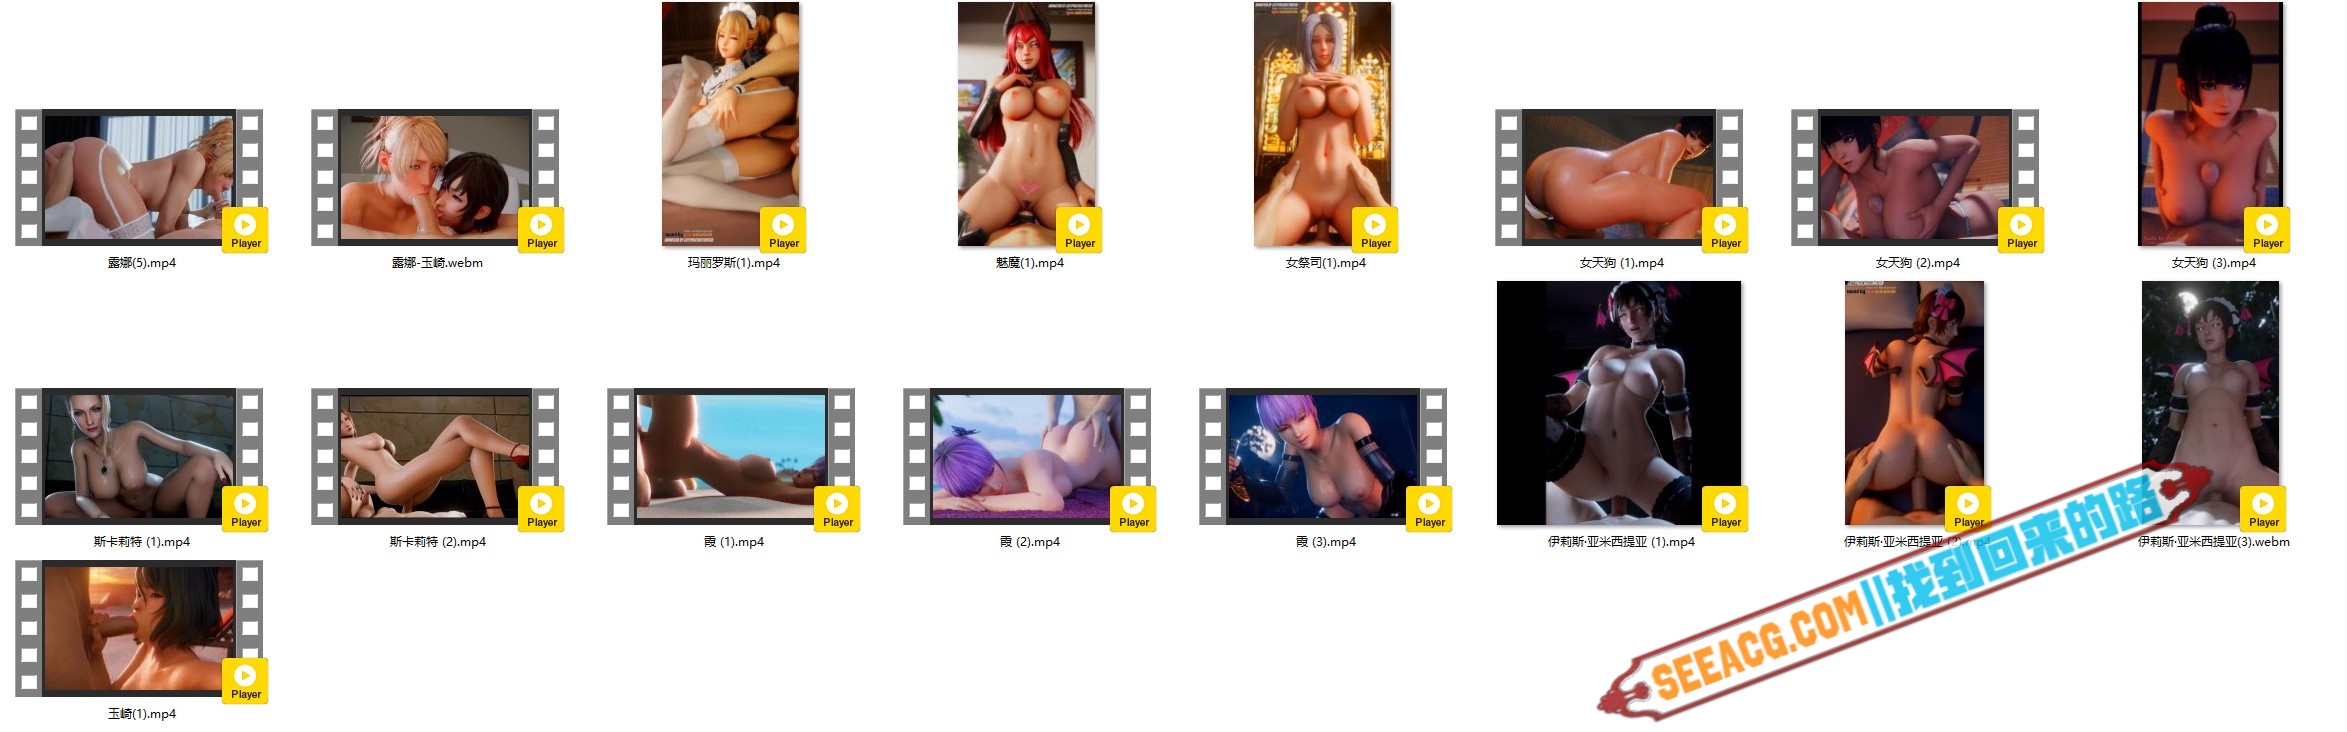 Player
Player
Player
Player
Player
Player
Player
Player
露娜(5).mp4
露娜-玉崎.webm
玛丽罗斯(1).mp4
魅魔(1).mp4
女祭司(1).mp4
女天狗 (1).mp4
女天狗 (2).mp4
女天狗 (3).mp4
Player
Player
Player
Player
Player
Player
Player
Player
斯卡莉特 (1).mp4
斯卡莉特 (2).mp4
霞 (1).mp4
霞 (2).mp4
霞 (3).mp4
伊莉斯·亚米西提亚 (1).mp4
伊莉斯·亚米西提亚 (2).mp4
伊莉斯·亚米西提亚(3).webm
SEEACG.COM||找到回来的路
Player
玉崎(1).mp4